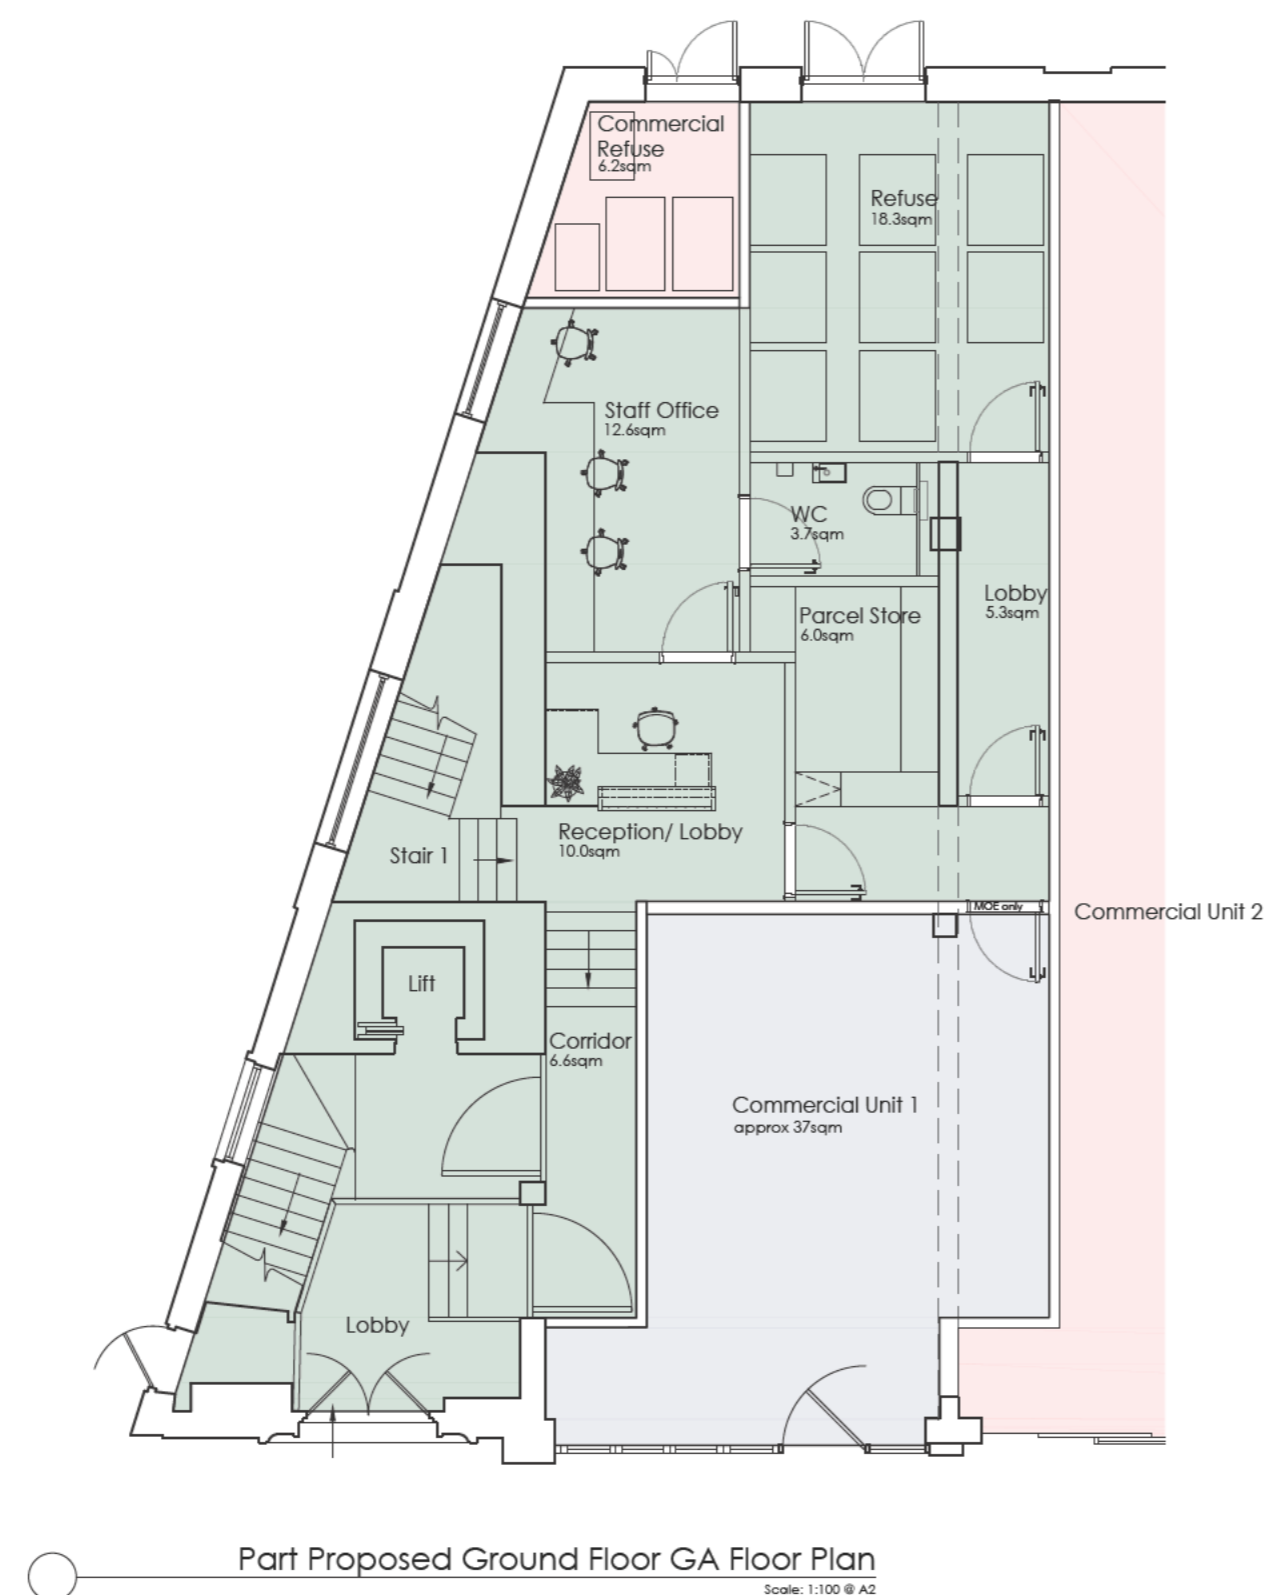 Commercial
Refuse
6.2sqm
Refuse
18.3sqm
Staff Office
12.6sqm
WC
3.7sqm
Lobby
5.3sqm
Parcel Store
6.0sqm
Reception/ Lobby
10.0sqm
Stair 1
MOE only
Commercial Unit 2
Lift
Corridor
6.6sqm
Commercial Unit 1
approx 37sqm
Lobby
Part Proposed Ground Floor GA Floor Plan
Scale: 1:100 @ A2